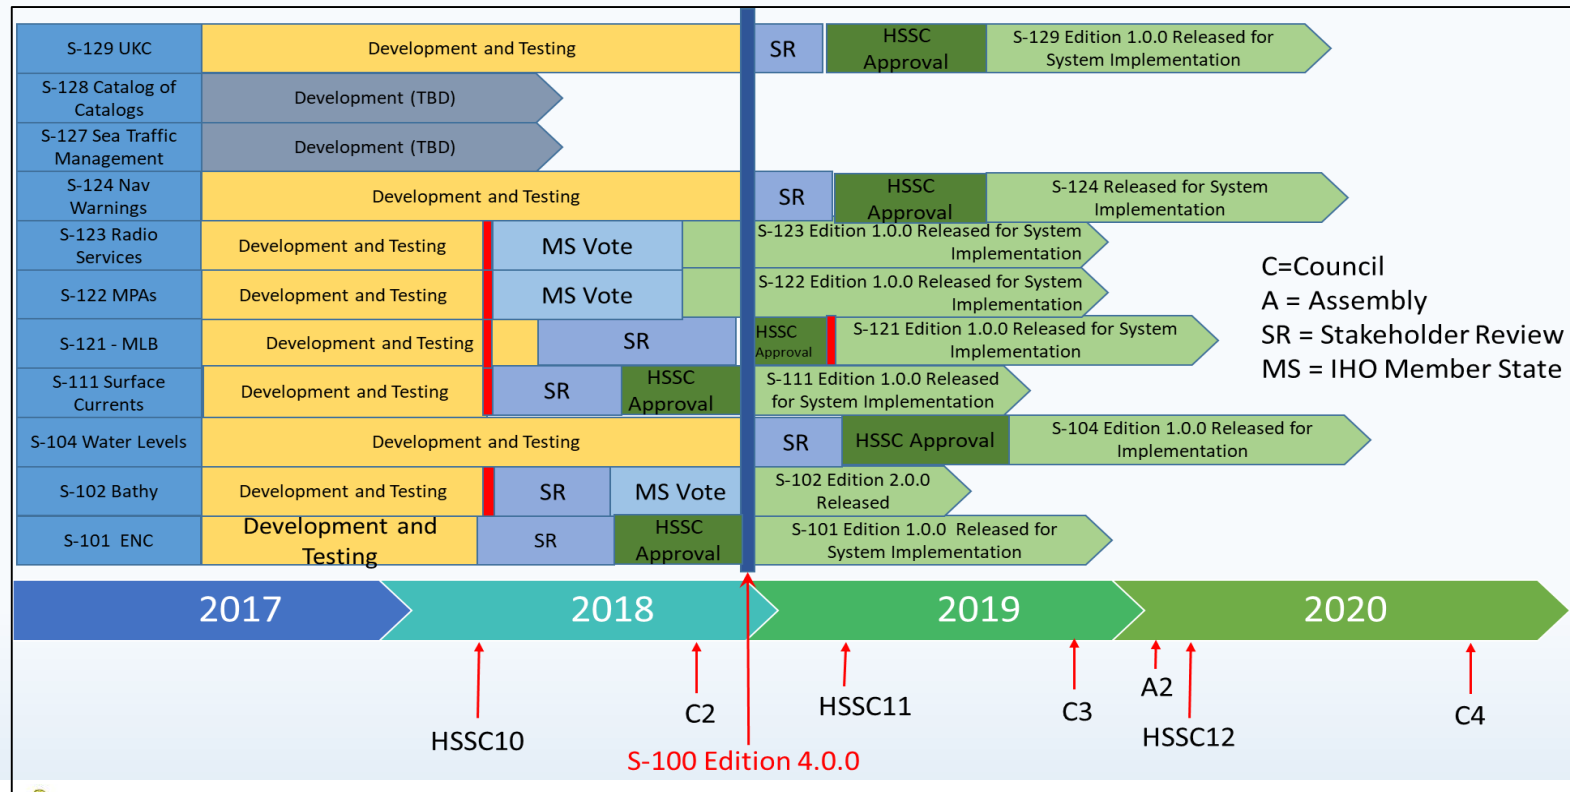 S-129 UKC
Development and Testing
SR
HSSC
Approval
S-129 Edition 1.0.0 Released for
System Implementation
S-128 Catalog of
Catalogs
Development (TBD)
S-127 Sea Traffic
Management
Development (TBD)
S-124 Nav
Warnings
Development and Testing
SR
HSSC
Approval
S-124 Released for System
Implementation
S-123 Radio
Services
Development and Testing
MS Vote
S-123 Edition 1.0.0 Released for System
Implementation
S-122 MPAs
Development and Testing
MS Vote
S-122 Edition 1.0.0 Released for System
Implementation
S-121 - MLB
Development and Testing
SR
HSSC
Approval
S-121 Edition 1.0.0 Released for System
Implementation
S-111 Surface
Currents
Development and Testing
SR
HSSC
Approval
S-111 Edition 1.0.0 Released
for System Implementation
S-104 Water Levels
Development and Testing
SR
HSSC Approval
S-104 Edition 1.0.0 Released for
Implementation
S-102 Bathy
Development and Testing
SR
MS Vote
S-102 Edition 2.0.0
Released
S-101 ENC
Development and
Testing
SR
HSSC
Approval
S-101 Edition 1.0.0 Released for
System Implementation
C=Council
A = Assembly
SR = Stakeholder Review
MS = IHO Member State
2017
2018
2019
2020
HSSC10
C2
S-100 Edition 4.0.0
HSSC11
C3
A2
HSSC12
C4